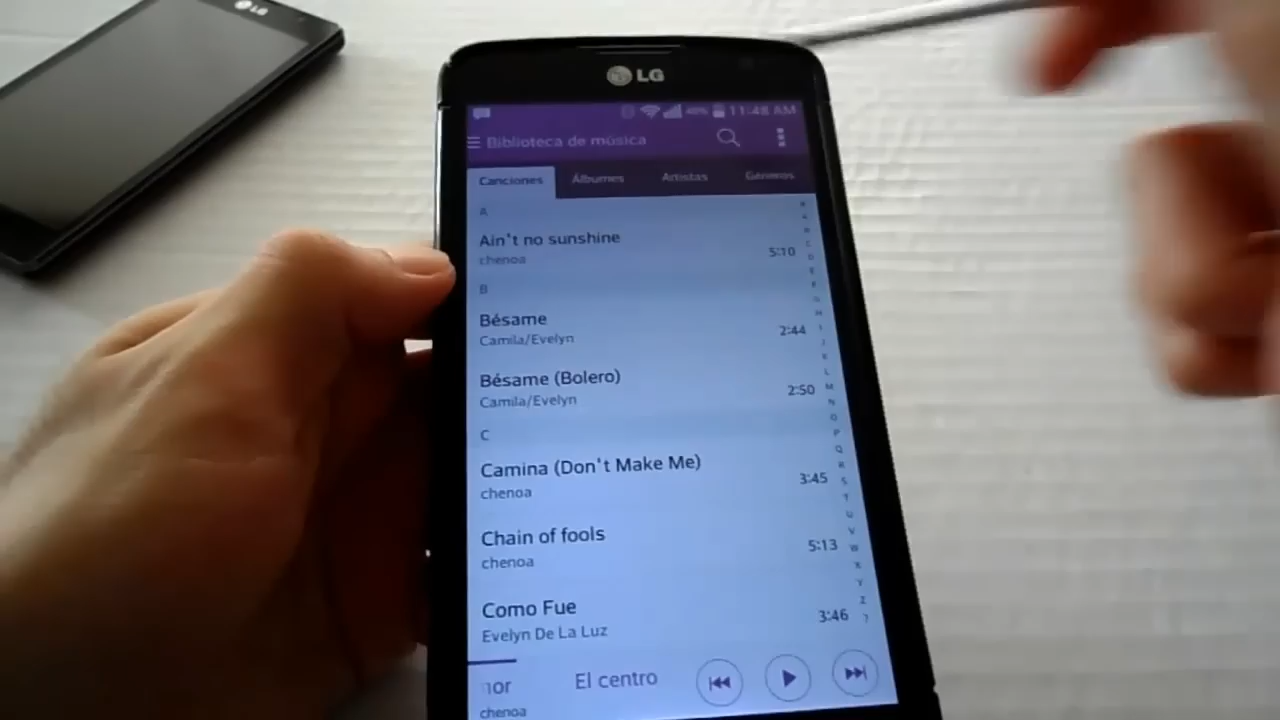 LG
LG
11:48 AM
Biblioteca de música
Canciones Álbumes Artistas Géneros
A
Ain't no sunshine
chenoa
5:10
B
Bésame
Camila/Evelyn
2:44
Bésame (Bolero)
Camila/Evelyn
2:50
C
Camina (Don't Make Me)
chenoa
3:45
Chain of fools
chenoa
5:13
Como Fue
Evelyn De La Luz
3:46
El centro
chenoa